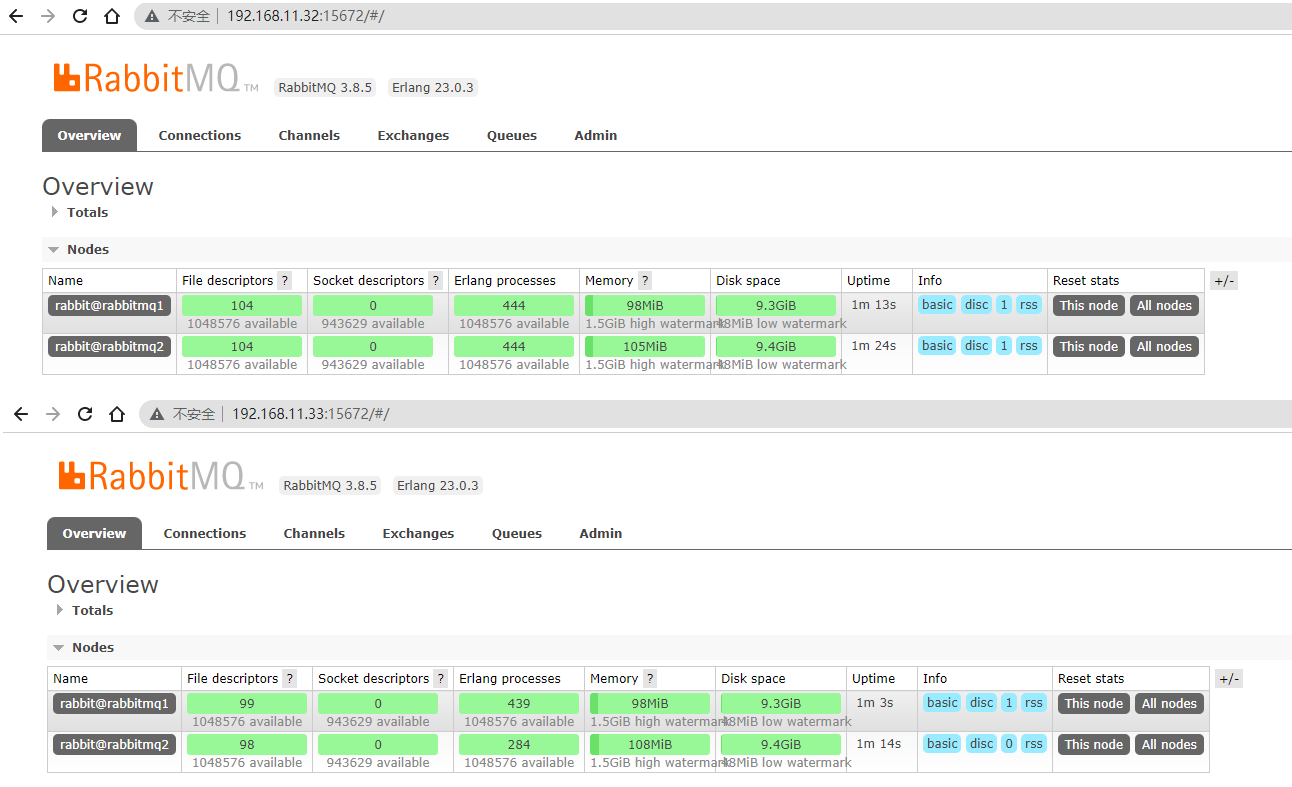 不安全 192.168.11.32:15672/#/
RabbitMQ TM RabbitMQ 3.8.5 Erlang 23.0.3
Overview Connections Channels Exchanges Queues Admin
Overview
Totals
Nodes
Name File descriptors ? Socket descriptors ? Erlang processes Memory ? Disk space Uptime Info Reset stats +/-
rabbit@rabbitmq1 104 0 444 98MiB 9.3GiB 1m 13s basic disc 1 rss This node All nodes
1048576 available 943629 available 1048576 available 1.5GiB high watermark 48MiB low watermark
rabbit@rabbitmq2 104 0 444 105MiB 9.4GiB 1m 24s basic disc 1 rss This node All nodes
1048576 available 943629 available 1048576 available 1.5GiB high watermark 48MiB low watermark
不安全 192.168.11.33:15672/#/
RabbitMQ TM RabbitMQ 3.8.5 Erlang 23.0.3
Overview Connections Channels Exchanges Queues Admin
Overview
Totals
Nodes
Name File descriptors ? Socket descriptors ? Erlang processes Memory ? Disk space Uptime Info Reset stats +/-
rabbit@rabbitmq1 99 0 439 98MiB 9.3GiB 1m 3s basic disc 1 rss This node All nodes
1048576 available 943629 available 1048576 available 1.5GiB high watermark 48MiB low watermark
rabbit@rabbitmq2 98 0 284 108MiB 9.4GiB 1m 14s basic disc 0 rss This node All nodes
1048576 available 943629 available 1048576 available 1.5GiB high watermark 48MiB low watermark